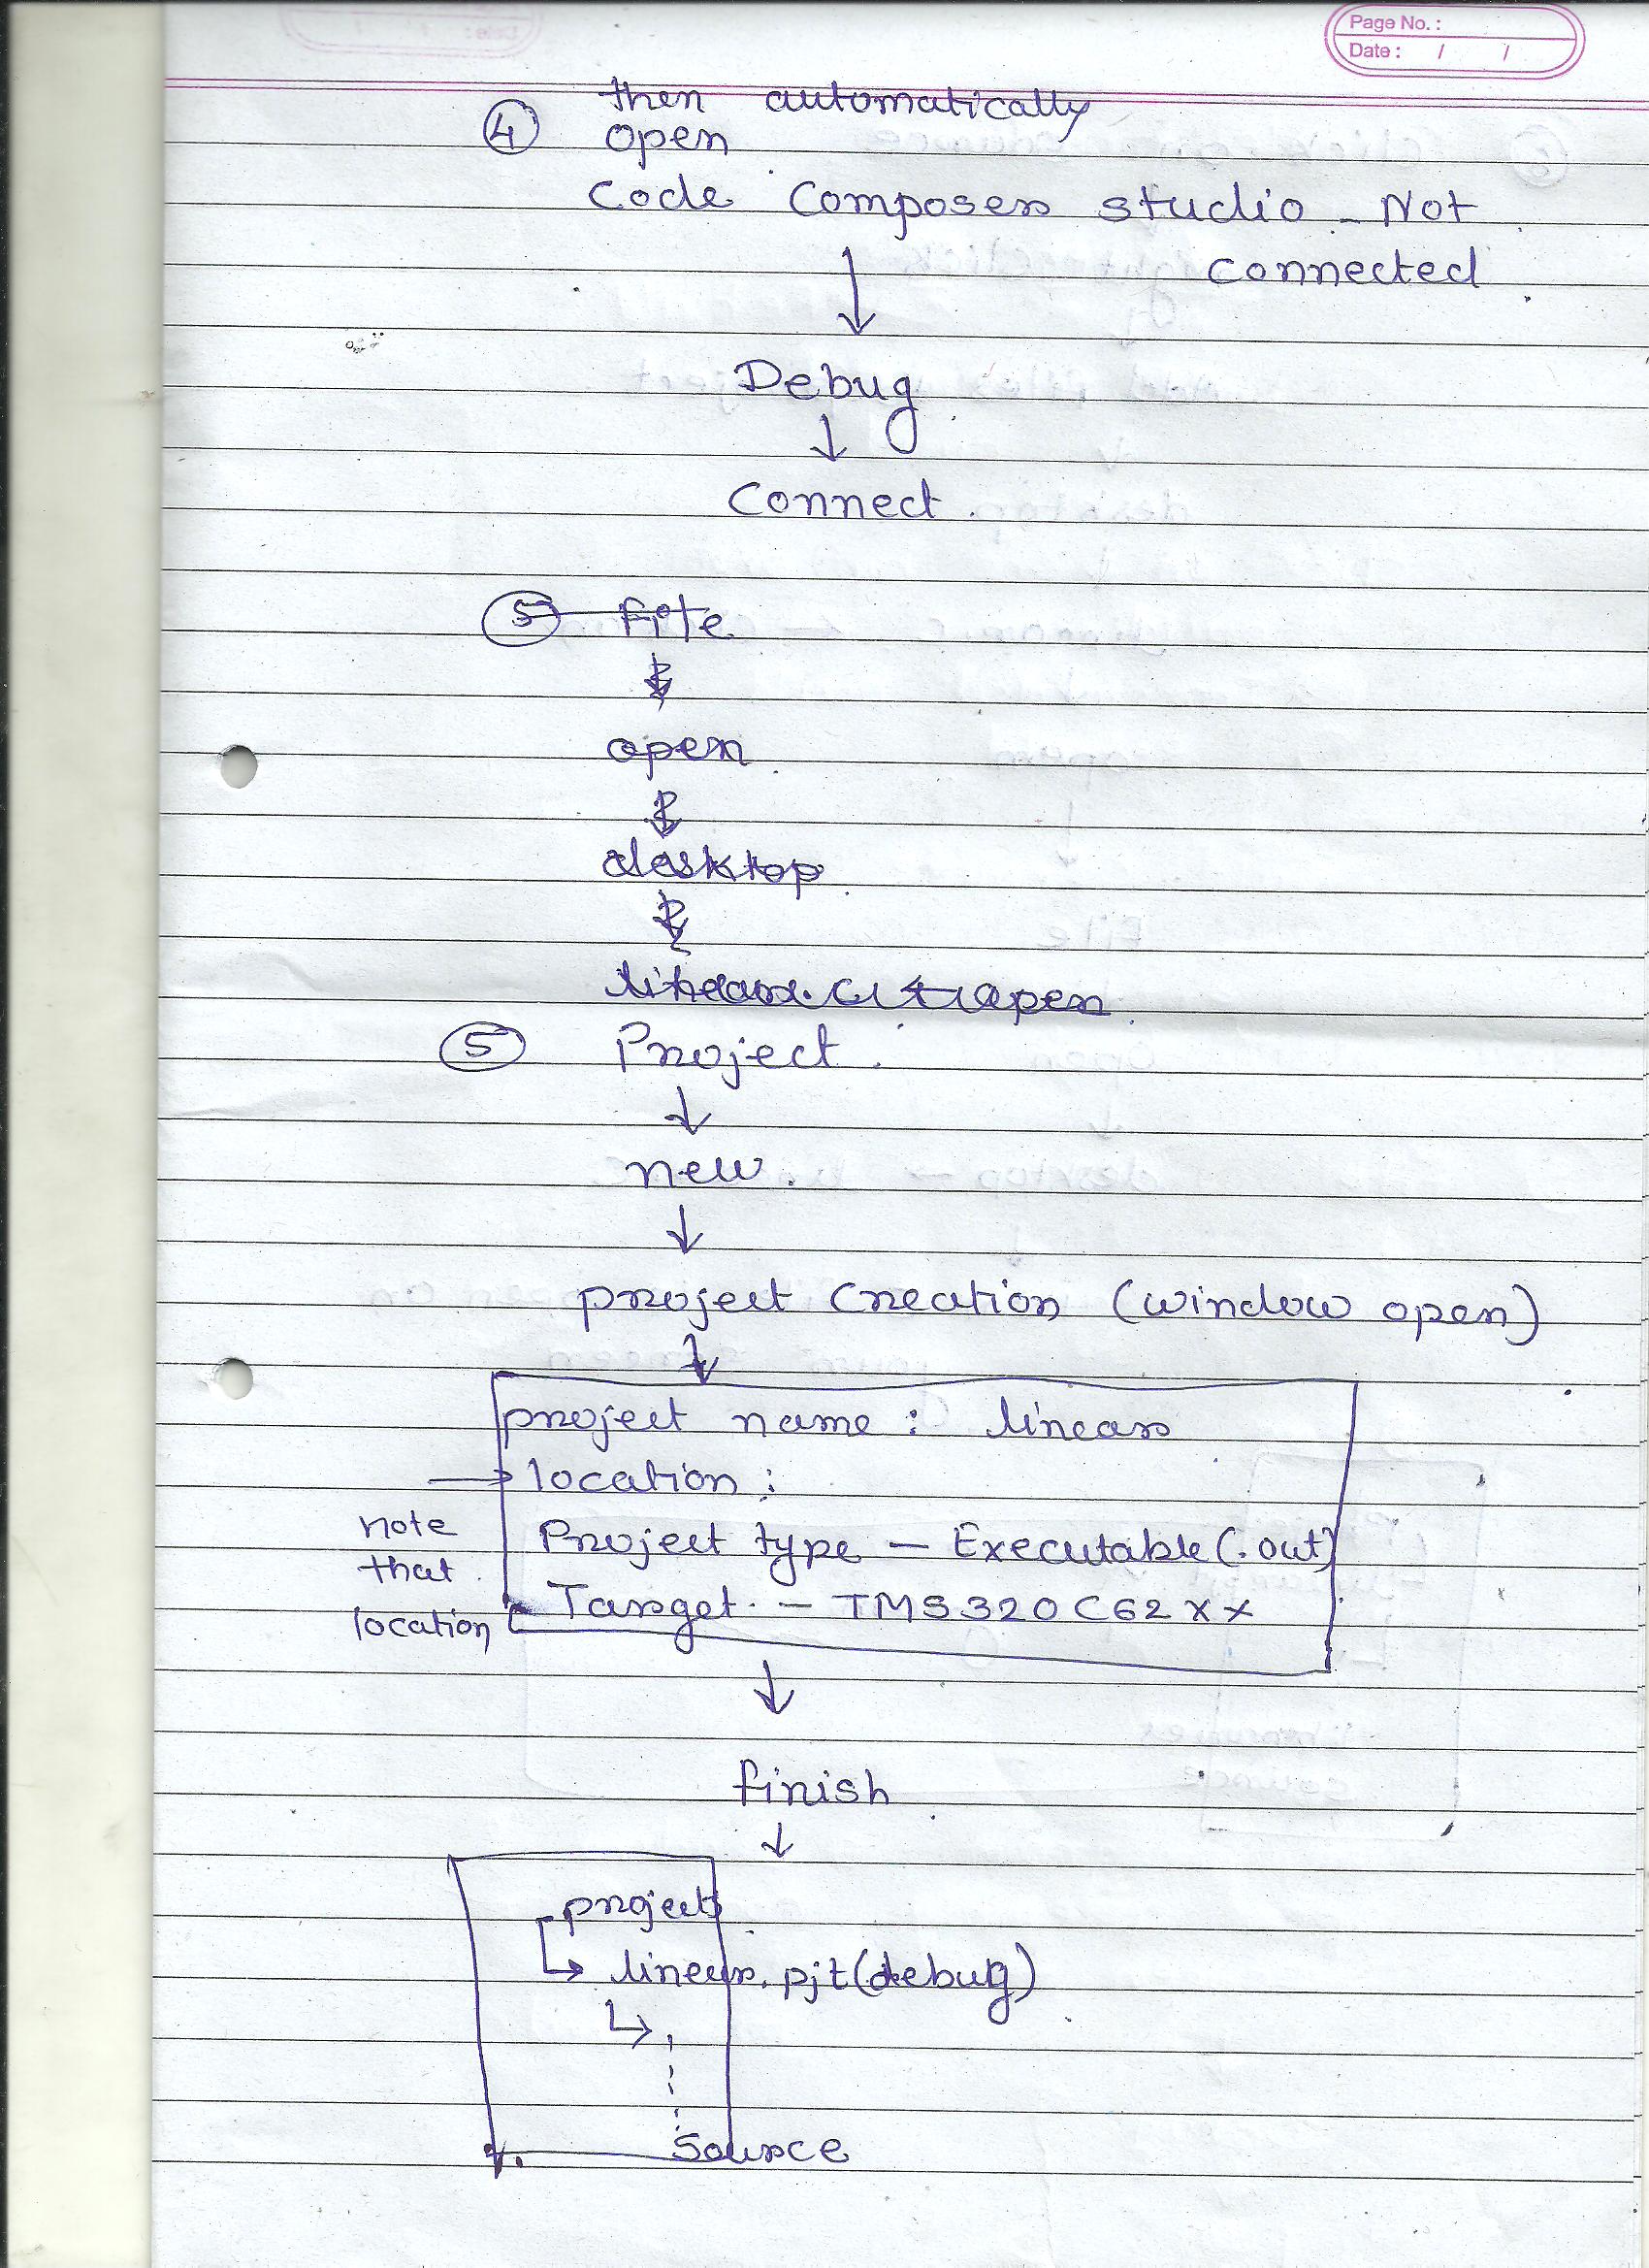 Page No. :
Date : / /
then automatically
④ open
Code Composer studio - Not
connected
↓
Debug
↓
Connect.
⑤ File
↓
open
↓
desktop
↓
linear.c → open
⑤ Project.
↓
new.
↓
project creation (window open)
↓
project name : linear
→ location :
note that location
Project type - Executable (.out)
Target - TMS320C62XX
↓
finish
↓
project
↳ linear.pjt (debug)
↳
source